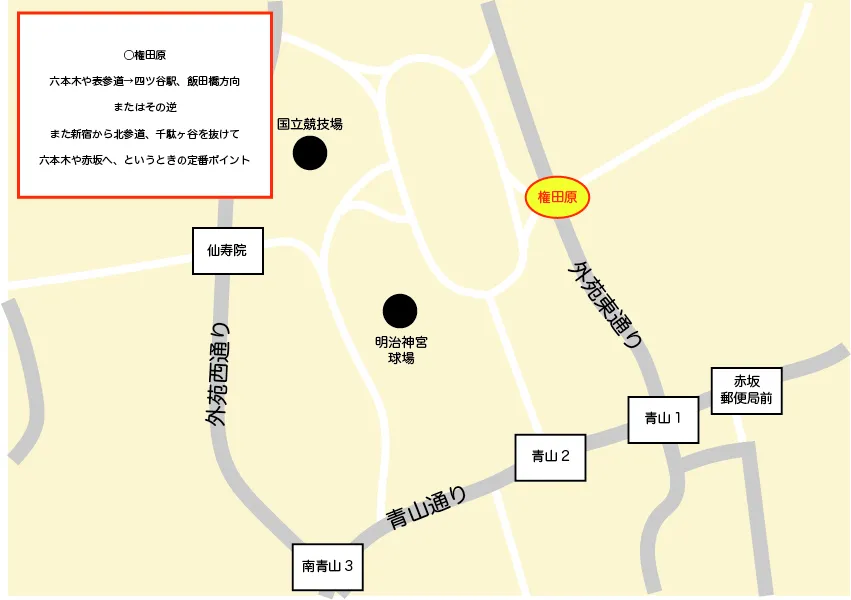 ○権田原
六本木や表参道→四ツ谷駅、飯田橋方向
またはその逆
また新宿から北参道、千駄ヶ谷を抜けて
六本木や赤坂へ、というときの定番ポイント
国立競技場
権田原
仙寿院
外苑東通り
明治神宮
球場
外苑西通り
赤坂
郵便局前
青山1
青山2
青山通り
南青山3